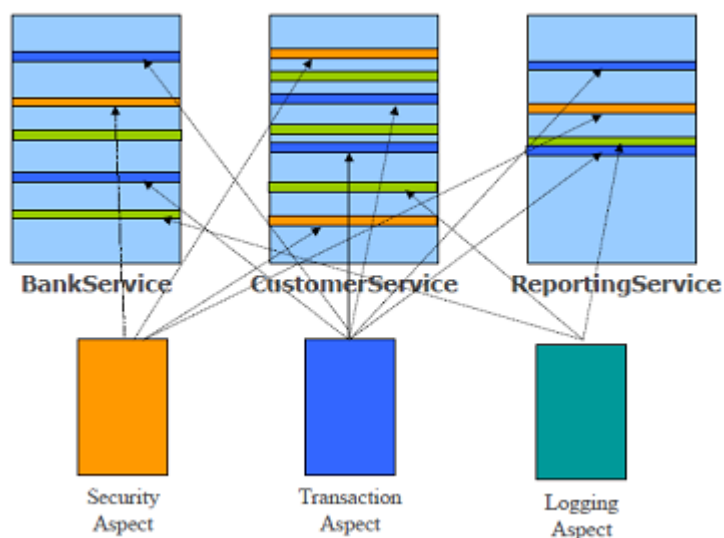 BankService
CustomerService
ReportingService
Security
Aspect
Transaction
Aspect
Logging
Aspect